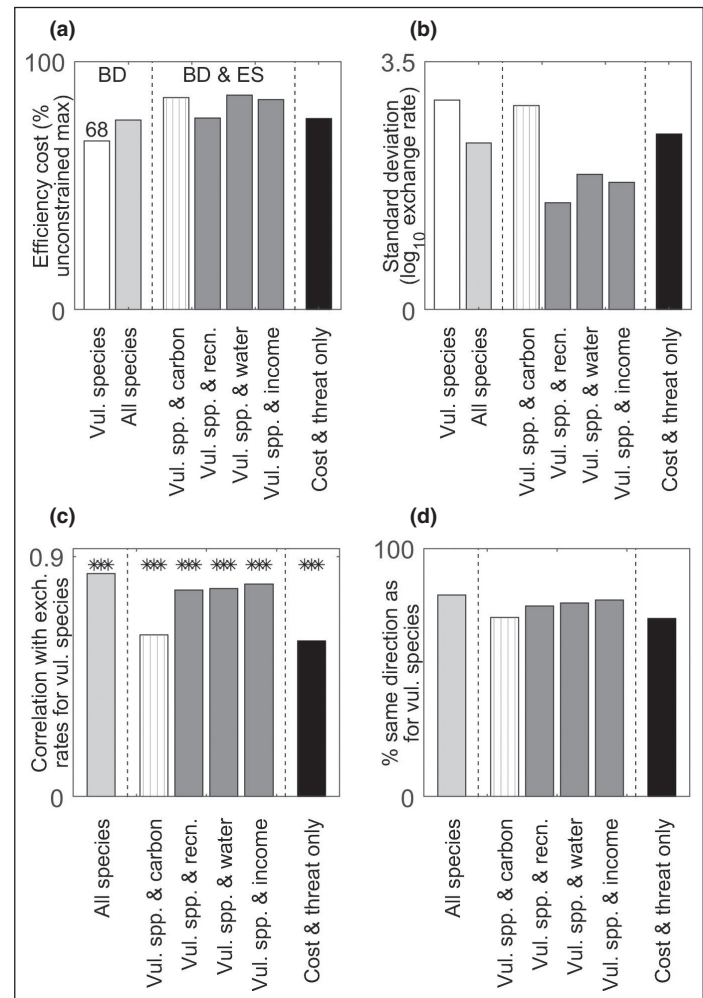 (a)
100
BD
BD & ES
68
0
Efficiency cost (%
unconstrained max)
Vul. species
All species
Vul. spp. & carbon
Vul. spp. & recn.
Vul. spp. & water
Vul. spp. & income
Cost & threat only
(b)
3.5
0
Standard deviation
(log10 exchange rate)
Vul. species
All species
Vul. spp. & carbon
Vul. spp. & recn.
Vul. spp. & water
Vul. spp. & income
Cost & threat only
(c)
0.9
*** *** *** *** *** ***
0
Correlation with exch.
rates for vul. species
All species
Vul. spp. & carbon
Vul. spp. & recn.
Vul. spp. & water
Vul. spp. & income
Cost & threat only
(d)
100
0
% same direction as
for vul. species
All species
Vul. spp. & carbon
Vul. spp. & recn.
Vul. spp. & water
Vul. spp. & income
Cost & threat only